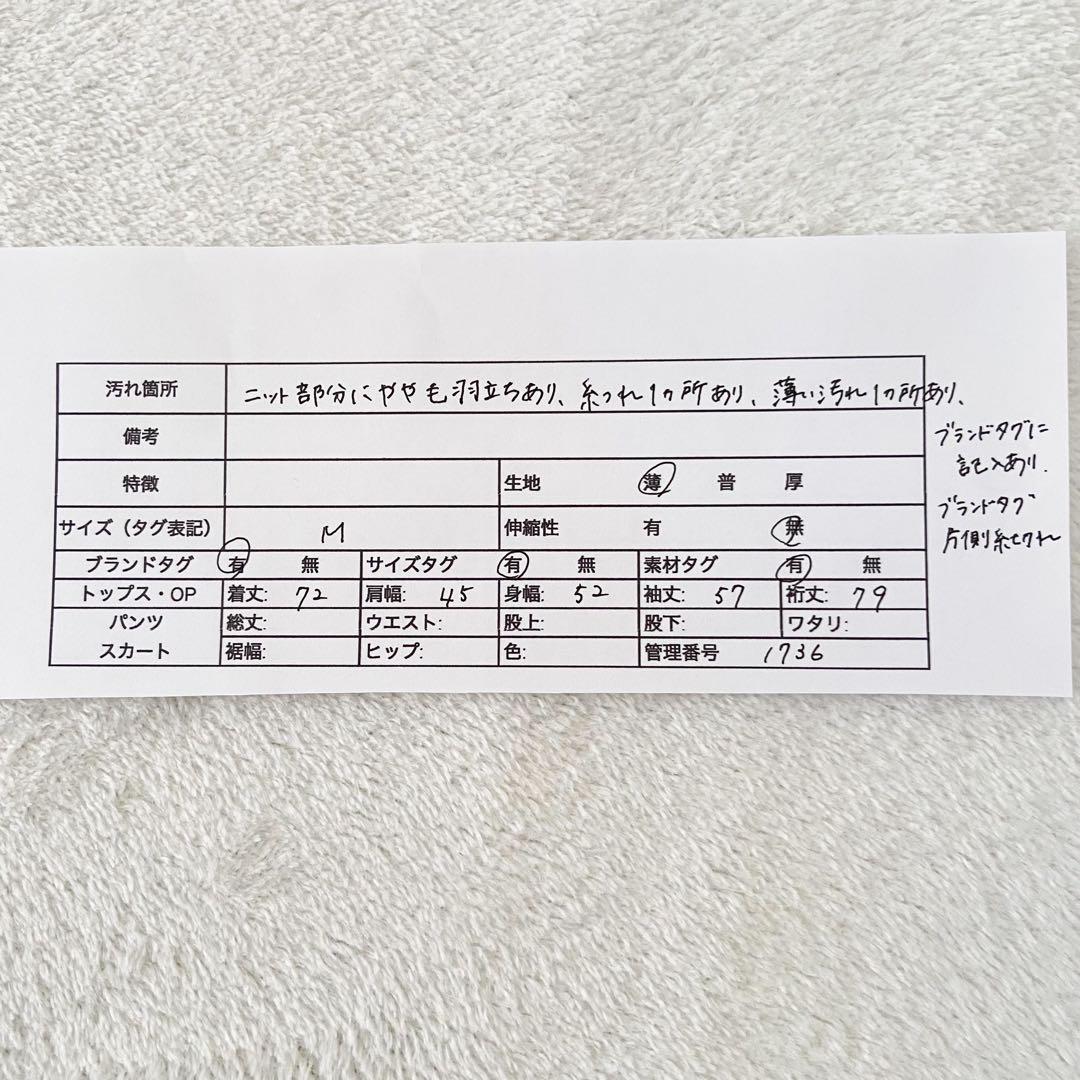 汚れ箇所 ニット部分にやや毛羽立ちあり、糸つれ1ヵ所あり、薄い汚れ1ヵ所あり、
ブランドタグに
記入あり.
ブランドタグ
片側糸切れ
備考
特徴 生地 薄 普 厚
サイズ（タグ表記） M 伸縮性 有 無
ブランドタグ 有 無 サイズタグ 有 無 素材タグ 有 無
トップス・OP 着丈: 72 肩幅: 45 身幅: 52 袖丈: 57 裄丈: 79
パンツ 総丈: ウエスト: 股上: 股下: ワタリ:
スカート 裾幅: ヒップ: 色: 管理番号 1736